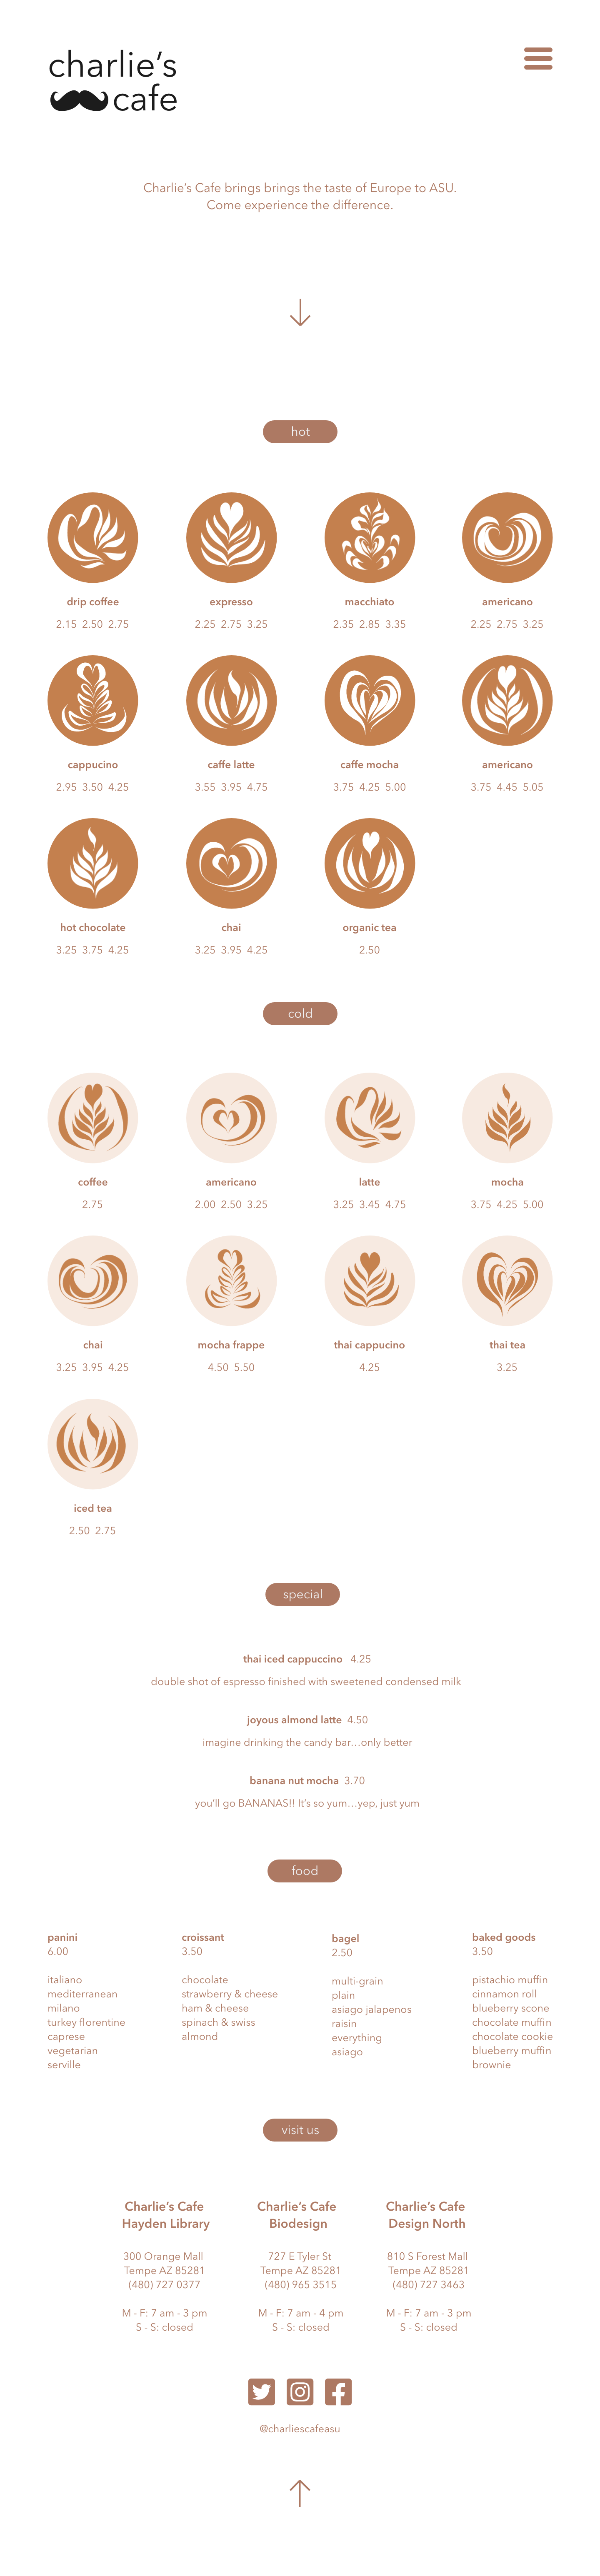 charlie’s
cafe
Charlie’s Cafe brings brings the taste of Europe to ASU.
Come experience the difference.
hot
drip coffee
2.15 2.50 2.75
expresso
2.25 2.75 3.25
macchiato
2.35 2.85 3.35
americano
2.25 2.75 3.25
cappucino
2.95 3.50 4.25
caffe latte
3.55 3.95 4.75
caffe mocha
3.75 4.25 5.00
americano
3.75 4.45 5.05
hot chocolate
3.25 3.75 4.25
chai
3.25 3.95 4.25
organic tea
2.50
cold
coffee
2.75
americano
2.00 2.50 3.25
latte
3.25 3.45 4.75
mocha
3.75 4.25 5.00
chai
3.25 3.95 4.25
mocha frappe
4.50 5.50
thai cappucino
4.25
thai tea
3.25
iced tea
2.50 2.75
special
thai iced cappuccino 4.25
double shot of espresso finished with sweetened condensed milk
joyous almond latte 4.50
imagine drinking the candy bar…only better
banana nut mocha 3.70
you’ll go BANANAS!! It’s so yum…yep, just yum
food
panini
6.00
italiano
mediterranean
milano
turkey florentine
caprese
vegetarian
serville
croissant
3.50
chocolate
strawberry & cheese
ham & cheese
spinach & swiss
almond
bagel
2.50
multi-grain
plain
asiago jalapenos
raisin
everything
asiago
baked goods
3.50
pistachio muffin
cinnamon roll
blueberry scone
chocolate muffin
chocolate cookie
blueberry muffin
brownie
visit us
Charlie’s Cafe
Hayden Library
300 Orange Mall
Tempe AZ 85281
(480) 727 0377
M - F: 7 am - 3 pm
S - S: closed
Charlie’s Cafe
Biodesign
727 E Tyler St
Tempe AZ 85281
(480) 965 3515
M - F: 7 am - 4 pm
S - S: closed
Charlie’s Cafe
Design North
810 S Forest Mall
Tempe AZ 85281
(480) 727 3463
M - F: 7 am - 3 pm
S - S: closed
@charliescafeasu